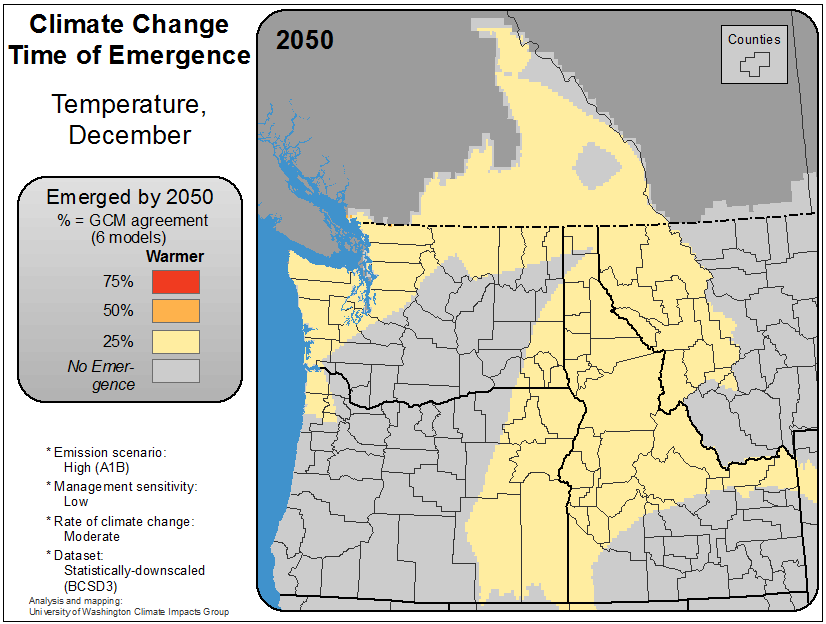 Climate Change
Time of Emergence
Temperature,
December
Emerged by 2050
% = GCM agreement
(6 models)
Warmer
75%
50%
25%
No Emer-
gence
* Emission scenario:
High (A1B)
* Management sensitivity:
Low
* Rate of climate change:
Moderate
* Dataset:
Statistically-downscaled
(BCSD3)
Analysis and mapping:
University of Washington Climate Impacts Group
2050
Counties